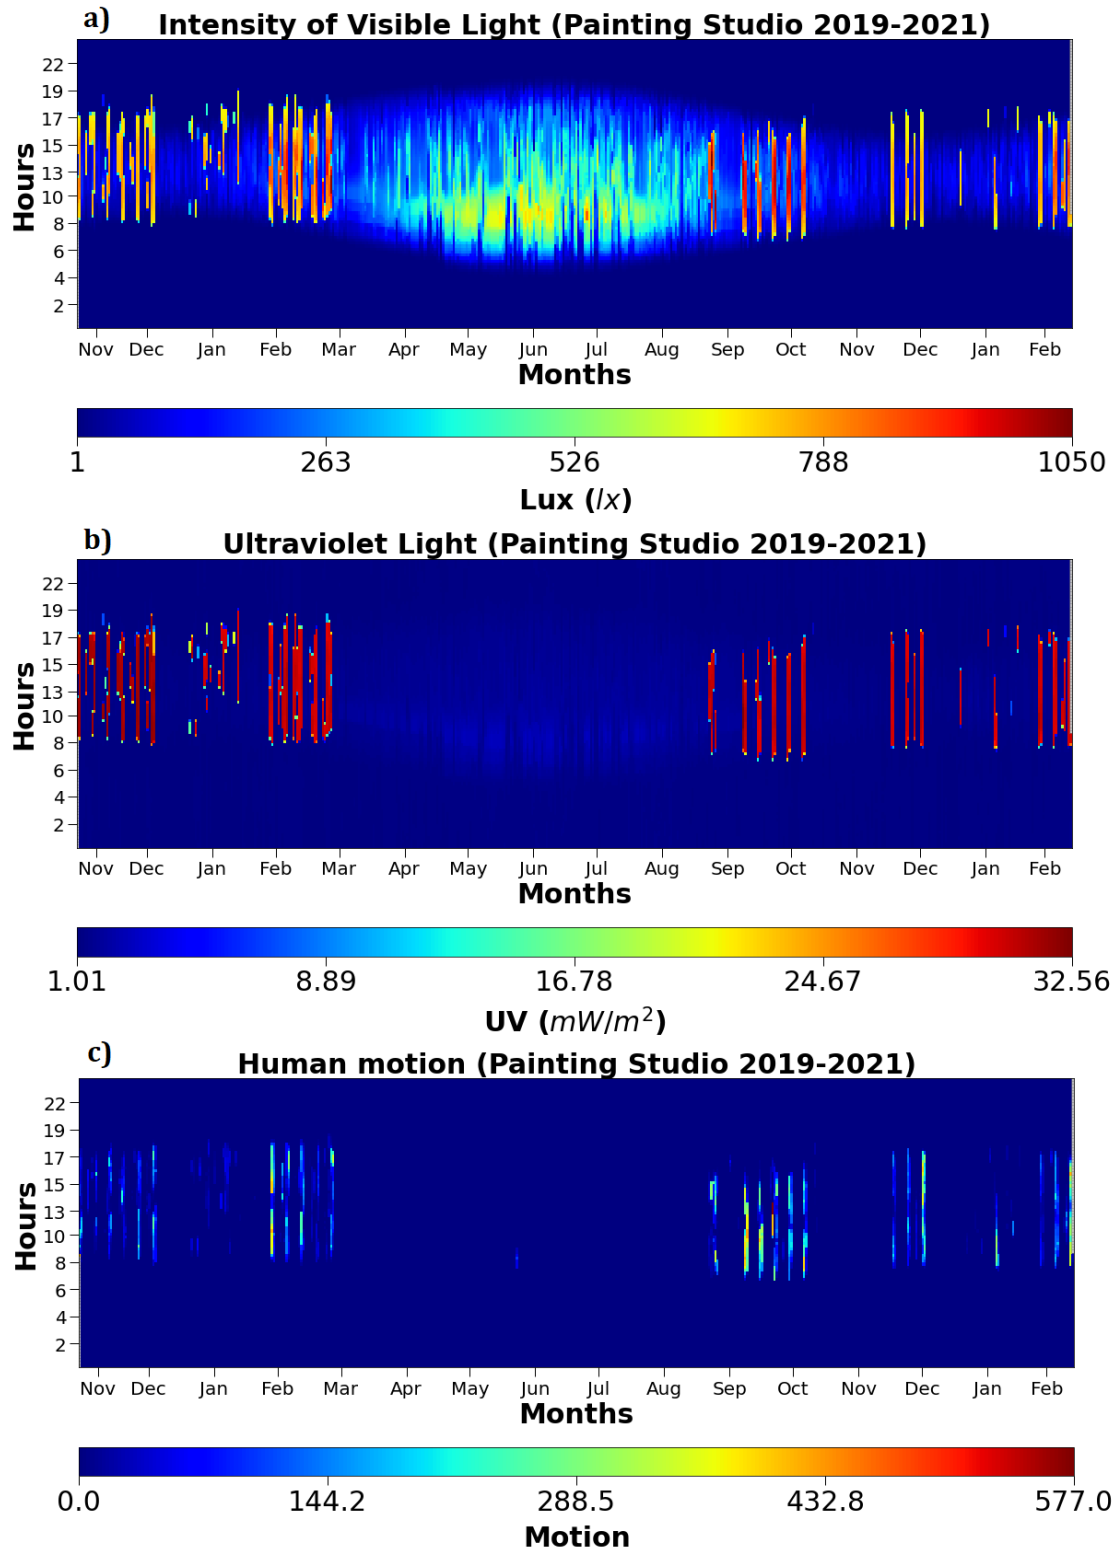 a)
Intensity of Visible Light (Painting Studio 2019-2021)
22
19
17
15
13
10
8
6
4
2
Hours
Nov Dec Jan Feb Mar Apr May Jun Jul Aug Sep Oct Nov Dec Jan Feb
Months
1 263 526 788 1050
Lux (lx)
b)
Ultraviolet Light (Painting Studio 2019-2021)
22
19
17
15
13
10
8
6
4
2
Hours
Nov Dec Jan Feb Mar Apr May Jun Jul Aug Sep Oct Nov Dec Jan Feb
Months
1.01 8.89 16.78 24.67 32.56
UV (mW/m²)
c)
Human motion (Painting Studio 2019-2021)
22
19
17
15
13
10
8
6
4
2
Hours
Nov Dec Jan Feb Mar Apr May Jun Jul Aug Sep Oct Nov Dec Jan Feb
Months
0.0 144.2 288.5 432.8 577.0
Motion